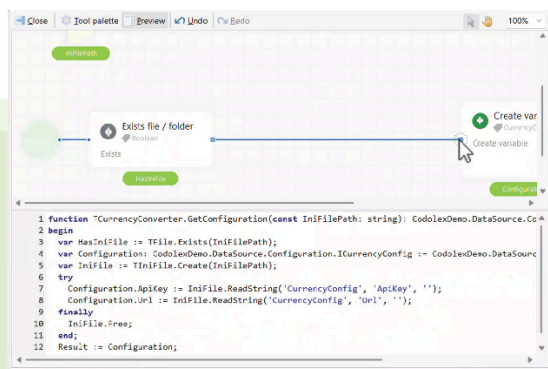 Close Tool palette Preview Undo Redo 100%
IniFilePath
Exists file / folder
Boolean
Exists
HasIniFile
Create var
CurrencyC
Create variable
Configurat
1 function TCurrencyConverter.GetConfiguration(const IniFilePath: string): CodolexDemo.DataSource.Co
2 begin
3 var HasIniFile := TFile.Exists(IniFilePath);
4 var Configuration: CodolexDemo.DataSource.Configuration.ICurrencyConfig := CodolexDemo.DataSourc
5 var IniFile := TIniFile.Create(IniFilePath);
6 try
7 Configuration.ApiKey := IniFile.ReadString('CurrencyConfig', 'ApiKey', '');
8 Configuration.Url := IniFile.ReadString('CurrencyConfig', 'Url', '');
9 finally
10 IniFile.Free;
11 end;
12 Result := Configuration;